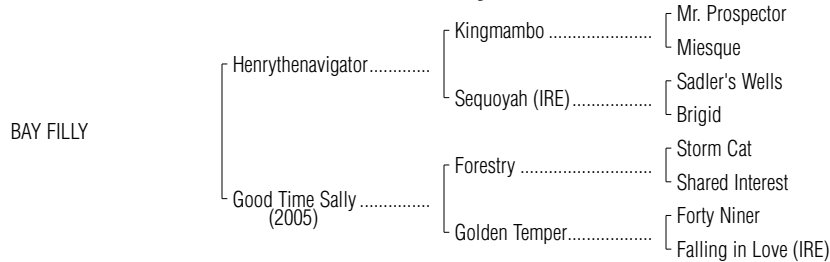 Mr. Prospector
Kingmambo ......................
Miesque
Henrythenavigator.............
Sadler's Wells
Sequoyah (IRE).................
Brigid
BAY FILLY
Storm Cat
Forestry ............................
Shared Interest
Good Time Sally ...............
(2005)
Forty Niner
Golden Temper..................
Falling in Love (IRE)